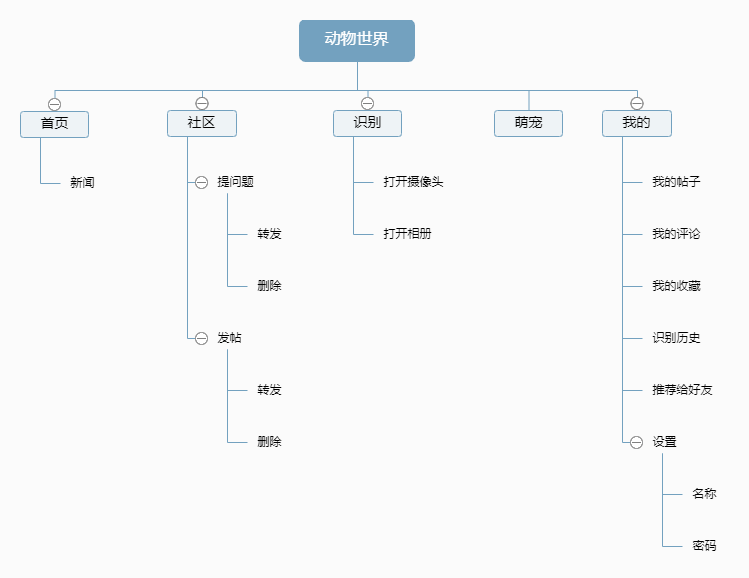 动物世界
首页
社区
识别
萌宠
我的
新闻
提问题
转发
删除
发帖
转发
删除
打开摄像头
打开相册
我的帖子
我的评论
我的收藏
识别历史
推荐给好友
设置
名称
密码